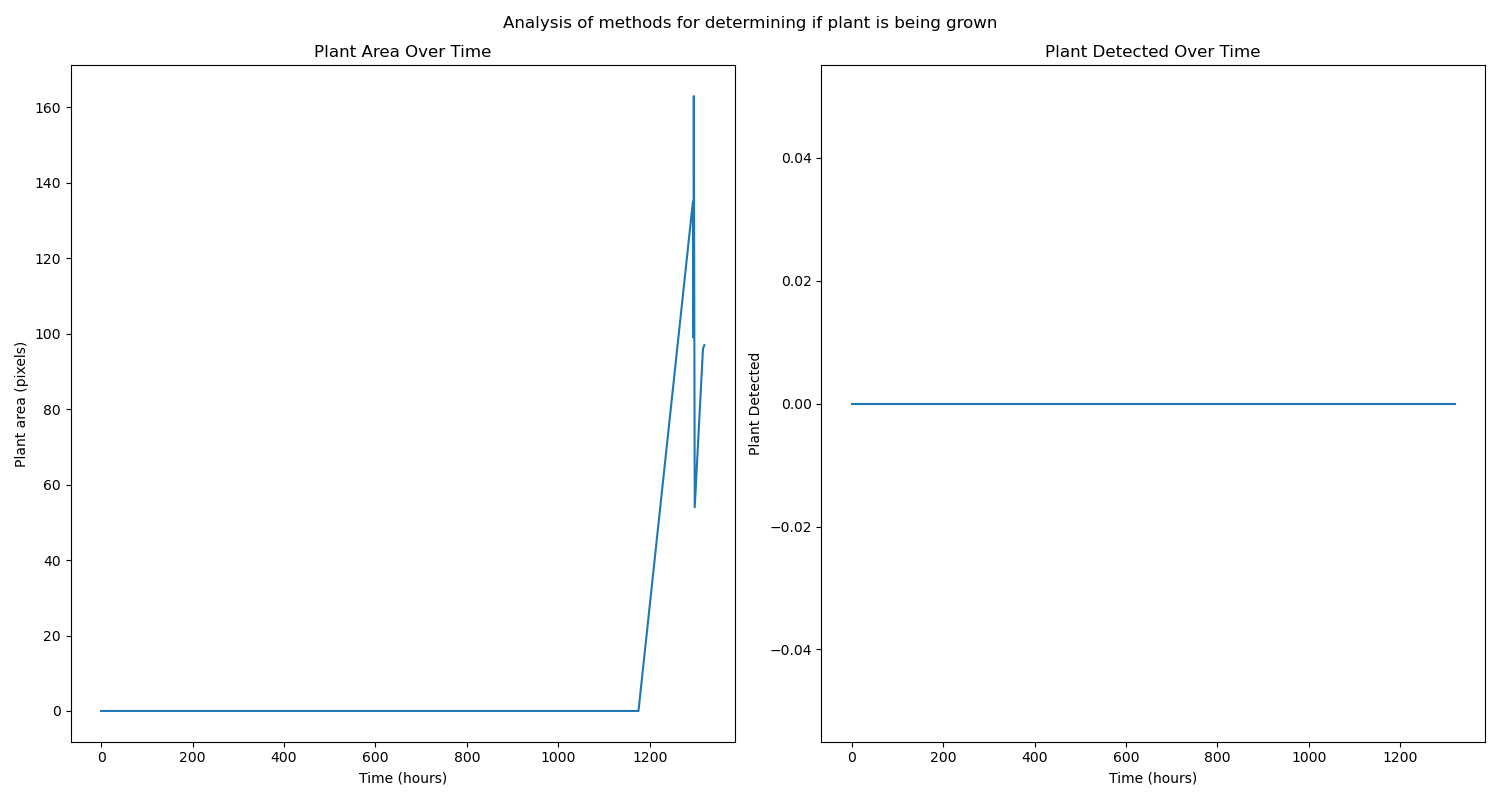 Analysis of methods for determining if plant is being grown
Plant Area Over Time
Plant area (pixels)
160
140
120
100
80
60
40
20
0
0 200 400 600 800 1000 1200
Time (hours)
Plant Detected Over Time
Plant Detected
0.04
0.02
0.00
−0.02
−0.04
0 200 400 600 800 1000 1200
Time (hours)